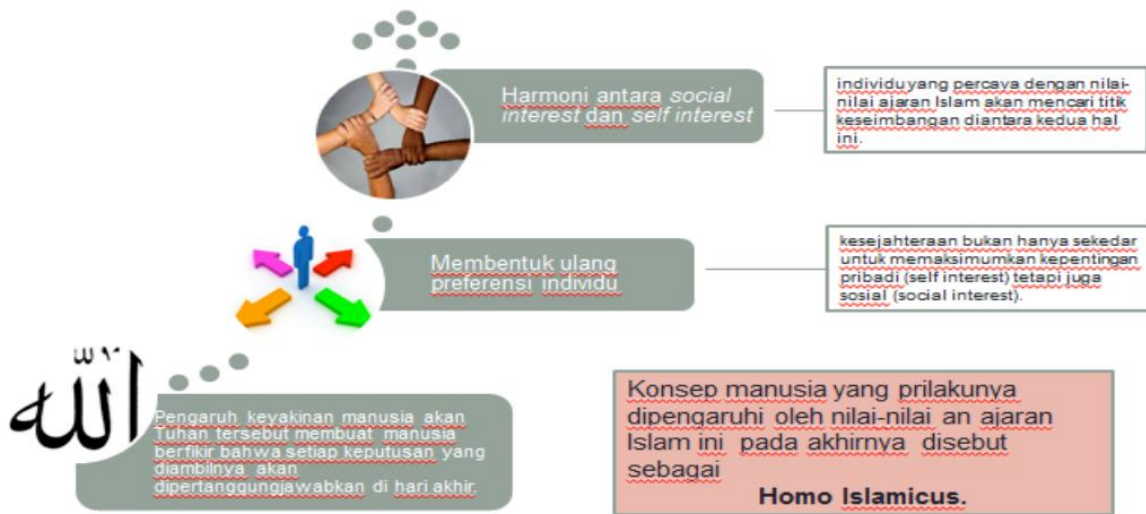 Harmoni antara social
interest dan self interest
individu yang percaya dengan nilai-
nilai ajaran Islam akan mencari titik
keseimbangan diantara kedua hal
ini.
Membentuk ulang
preferensi individu
kesejahteraan bukan hanya sekedar
untuk memaksimumkan kepentingan
pribadi (self interest) tetapi juga
sosial (social interest).
الله
Pengaruh keyakinan manusia akan
Tuhan tersebut membuat manusia
berfikir bahwa setiap keputusan yang
diambilnya akan
dipertanggungjawabkan di hari akhir.
Konsep manusia yang prilakunya
dipengaruhi oleh nilai-nilai an ajaran
Islam ini pada akhirnya disebut
sebagai
Homo Islamicus.